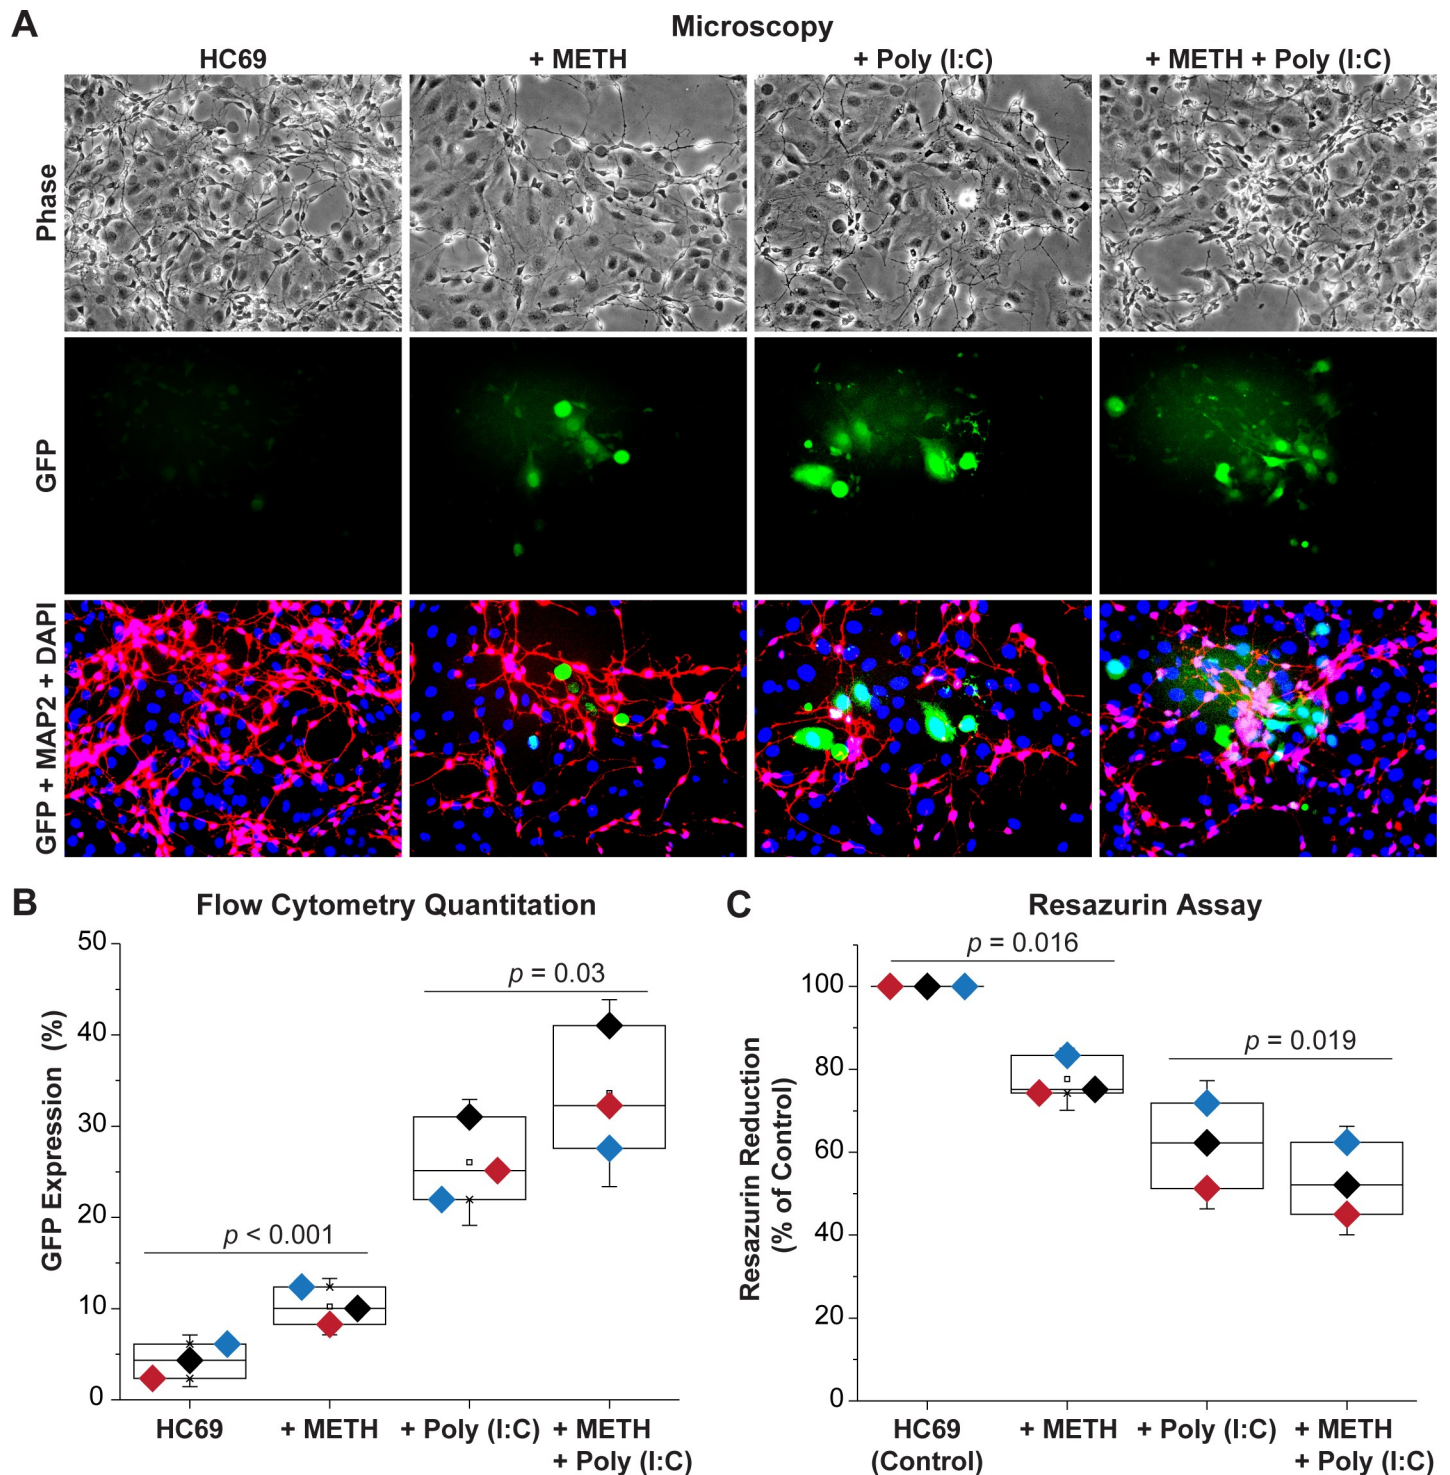 A
Microscopy
HC69
+ METH
+ Poly (I:C)
+ METH + Poly (I:C)
Phase
GFP
GFP + MAP2 + DAPI
B
Flow Cytometry Quantitation
GFP Expression (%)
50
40
30
20
10
0
p < 0.001
p = 0.03
HC69
+ METH
+ Poly (I:C)
+ METH
+ Poly (I:C)
C
Resazurin Assay
Resazurin Reduction
(% of Control)
100
80
60
40
20
0
p = 0.016
p = 0.019
HC69
(Control)
+ METH
+ Poly (I:C)
+ METH
+ Poly (I:C)